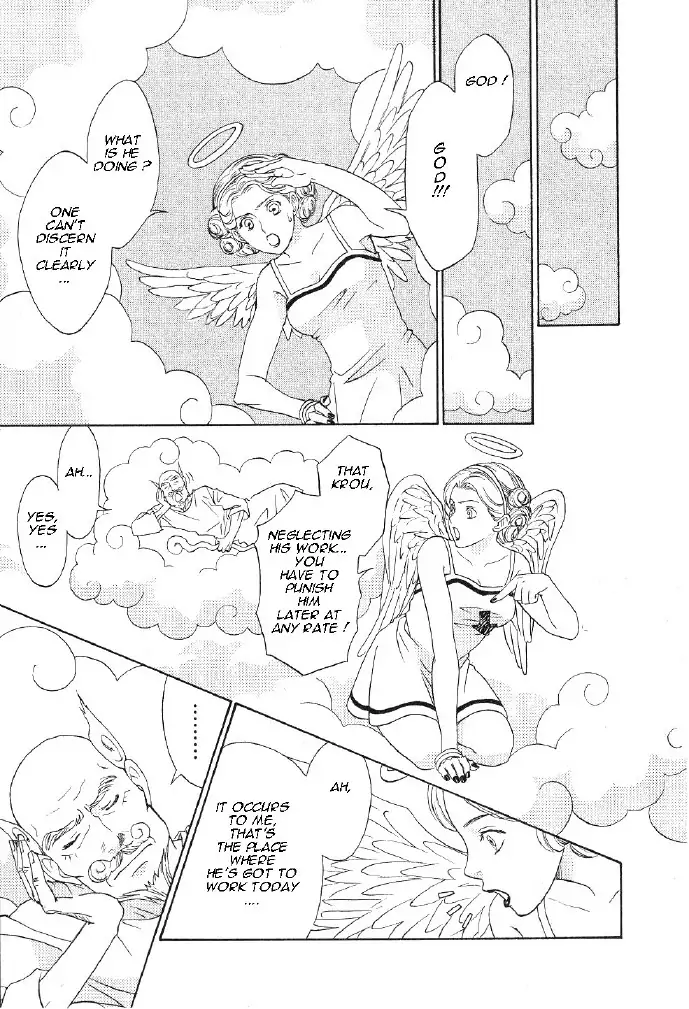 GOD !
G
O
D
!!!
WHAT
IS HE
DOING ?
ONE
CAN'T
DISCERN
IT
CLEARLY
...
THAT
KROU,
NEGLECTING
HIS WORK...
YOU
HAVE TO
PUNISH
HIM
LATER AT
ANY RATE !
AH...
YES,
YES
...
AH,
IT OCCURS
TO ME,
THAT'S
THE PLACE
WHERE
HE'S GOT TO
WORK TODAY
....
........